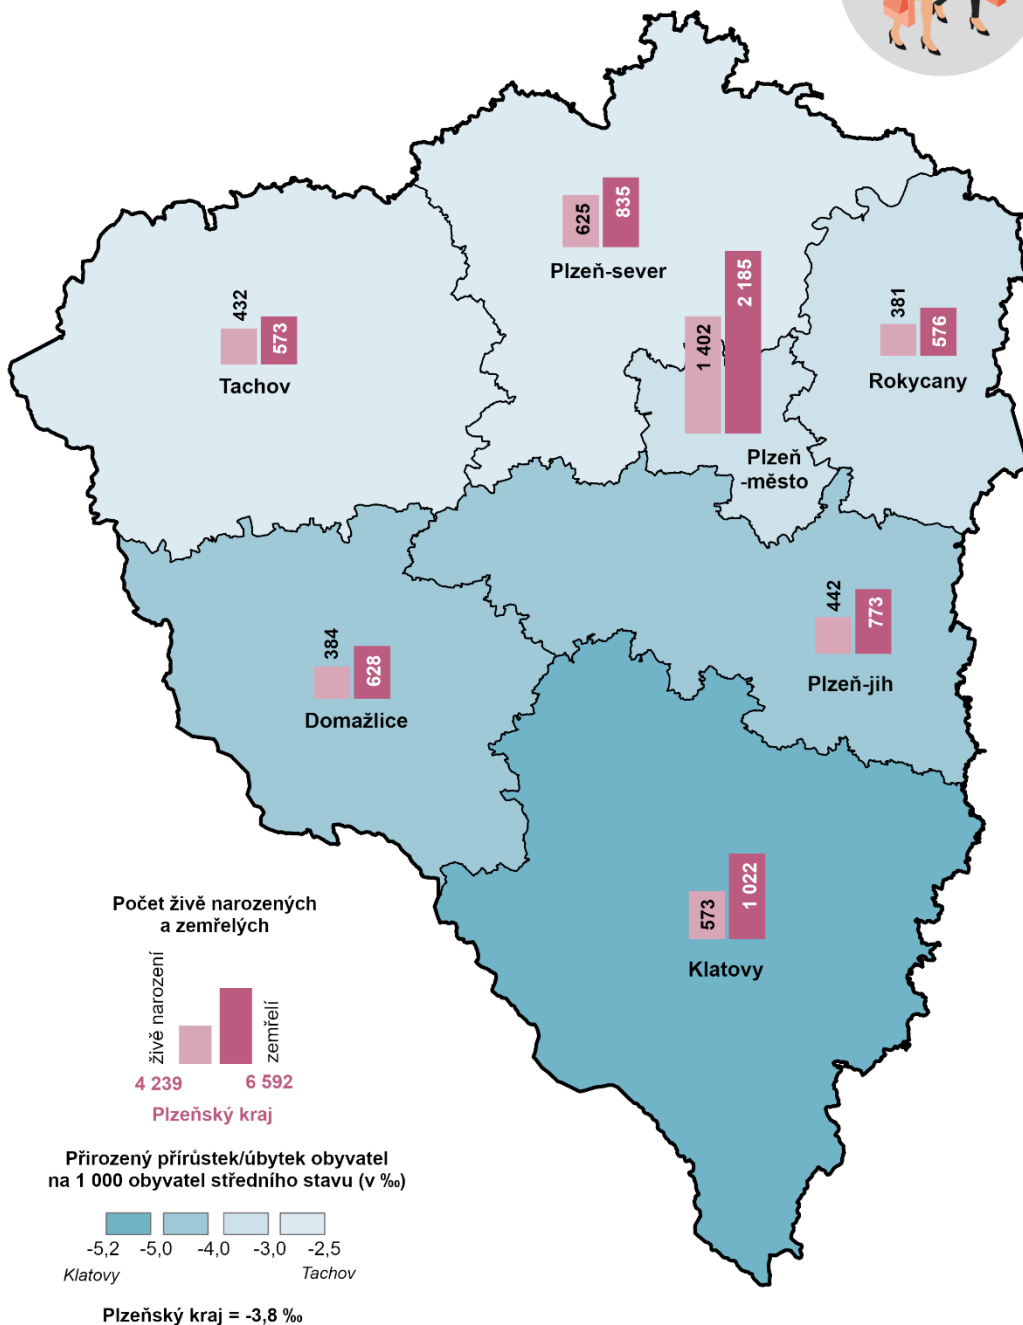 625
835
Plzeň-sever
432
573
Tachov
1 402
2 185
Plzeň
-město
381
576
Rokycany
442
773
Plzeň-jih
384
628
Domažlice
573
1 022
Klatovy
Počet živě narozených
a zemřelých
živě narození
zemřelí
4 239
6 592
Plzeňský kraj
Přirozený přírůstek/úbytek obyvatel
na 1 000 obyvatel středního stavu (v ‰)
-5,2 -5,0 -4,0 -3,0 -2,5
Klatovy Tachov
Plzeňský kraj = -3,8 ‰